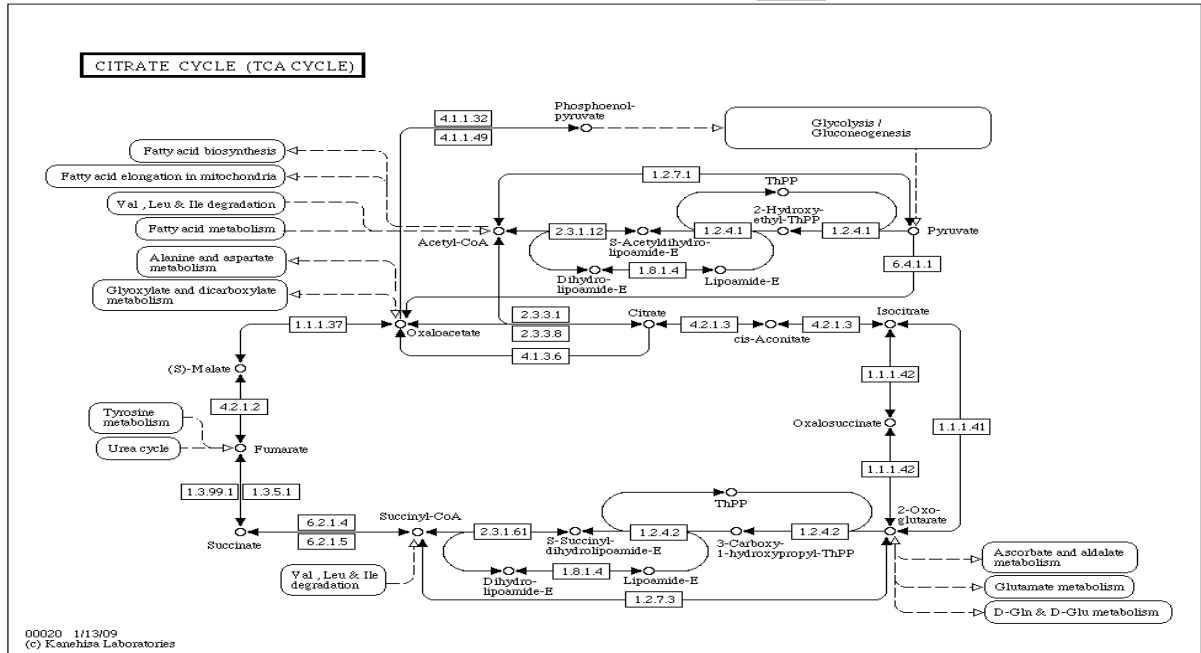 CITRATE CYCLE (TCA CYCLE)
Phosphoenol-
pyruvate
4.1.1.32
4.1.1.49
Glycolysis /
Gluconeogenesis
Fatty acid biosynthesis
Fatty acid elongation in mitochondria
Val , Leu & Ile degradation
Fatty acid metabolism
1.2.7.1
ThPP
2-Hydroxy-
ethyl-ThPP
Acetyl-CoA
2.3.1.12
S-Acetyldihydro-
lipoamide-E
1.2.4.1
1.2.4.1
Pyruvate
Alanine and aspartate
metabolism
Glyoxylate and dicarboxylate
metabolism
Dihydro-
lipoamide-E
1.8.1.4
Lipoamide-E
6.4.1.1
1.1.1.37
Oxaloacetate
2.3.3.1
2.3.3.8
4.1.3.6
Citrate
4.2.1.3
cis-Aconitate
4.2.1.3
Isocitrate
(S)-Malate
1.1.1.42
4.2.1.2
Tyrosine
metabolism
Urea cycle
Fumarate
Oxalosuccinate
1.1.1.41
1.1.1.42
1.3.99.1
1.3.5.1
ThPP
Succinate
6.2.1.4
6.2.1.5
Succinyl-CoA
2.3.1.61
S-Succinyl-
dihydrolipoamide-E
1.2.4.2
3-Carboxy-
1-hydroxypropyl-ThPP
1.2.4.2
2-Oxo-
glutarate
Val , Leu & Ile
degradation
Dihydro-
lipoamide-E
1.8.1.4
Lipoamide-E
1.2.7.3
Ascorbate and aldalate
metabolism
Glutamate metabolism
D-Gln & D-Glu metabolism
00020 1/13/09
(c) Kanehisa Laboratories